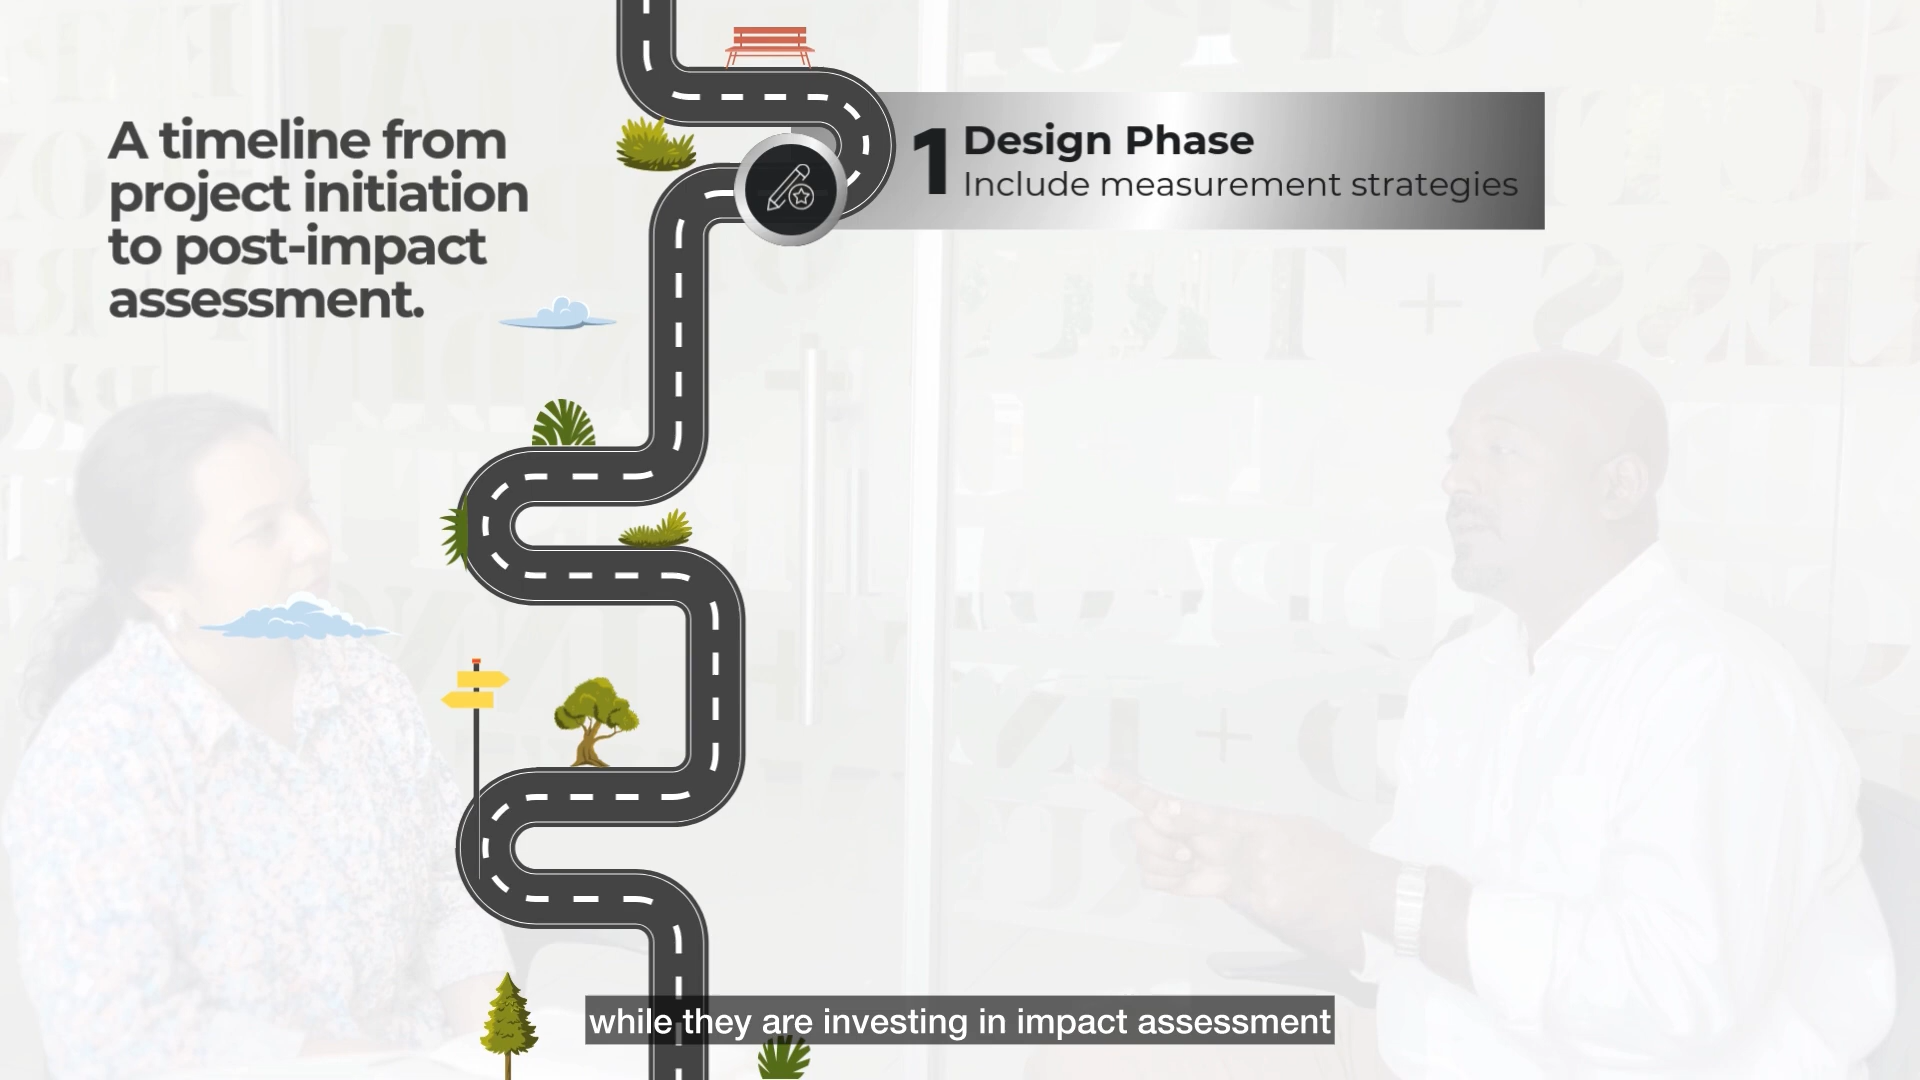 A timeline from
project initiation
to post-impact
assessment.
1
Design Phase
Include measurement strategies
while they are investing in impact assessment